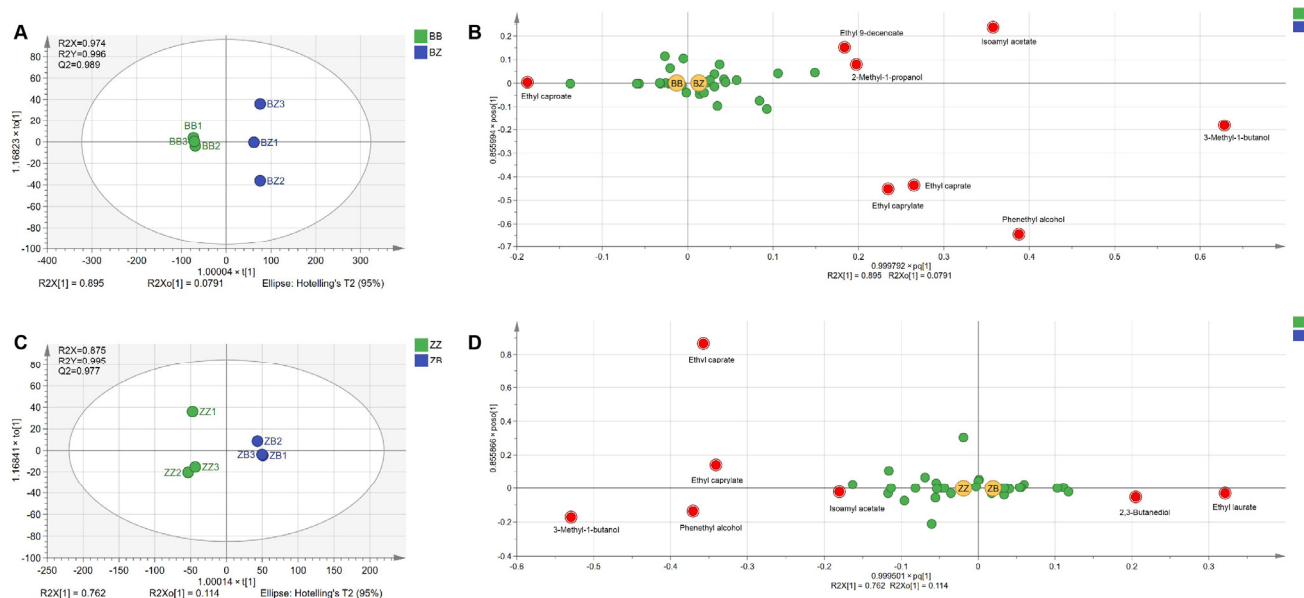 A
R2X=0.974
R2Y=0.996
Q2=0.989
BB
BZ
80
60
40
20
0
-20
-40
-60
-80
-100
1.16823 × to[1]
BB1
BB3
BB2
BZ3
BZ1
BZ2
-400 -300 -200 -100 0 100 200 300 400
1.00004 × t[1]
R2X[1] = 0.895 R2Xo[1] = 0.0791 Ellipse: Hotelling's T2 (95%)
B
0.2
0.1
0
-0.1
-0.2
-0.3
-0.4
-0.5
-0.6
-0.7
0.855994 × poso[1]
Ethyl 9-decenoate
Isoamyl acetate
2-Methyl-1-propanol
Ethyl caproate
BB
BZ
3-Methyl-1-butanol
Ethyl caprate
Ethyl caprylate
Phenethyl alcohol
-0.2 -0.1 0 0.1 0.2 0.3 0.4 0.5 0.6
0.999792 × pq[1]
R2X[1] = 0.895 R2Xo[1] = 0.0791
C
R2X=0.875
R2Y=0.995
Q2=0.977
ZZ
ZB
80
60
40
20
0
-20
-40
-60
-80
-100
1.16841 × to[1]
ZZ1
ZB2
ZB3
ZB1
ZZ2
ZZ3
-250 -200 -150 -100 -50 0 50 100 150 200
1.00014 × t[1]
R2X[1] = 0.762 R2Xo[1] = 0.114 Ellipse: Hotelling's T2 (95%)
D
0.8
0.6
0.4
0.2
0
-0.2
-0.4
0.855866 × poso[1]
Ethyl caprate
Ethyl caprylate
Isoamyl acetate
ZZ
ZB
3-Methyl-1-butanol
Phenethyl alcohol
2,3-Butanediol
Ethyl laurate
-0.6 -0.5 -0.4 -0.3 -0.2 -0.1 0 0.1 0.2 0.3
0.999501 × pq[1]
R2X[1] = 0.762 R2Xo[1] = 0.114